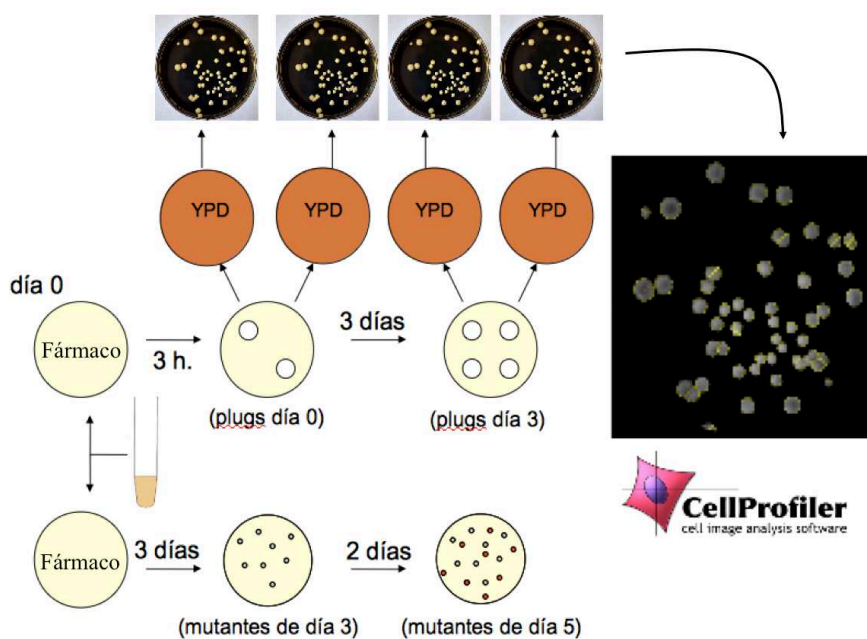 YPD
YPD
YPD
YPD
día 0
Fármaco
3 h.
3 días
(plugs día 0)
(plugs día 3)
CellProfiler
cell image analysis software
Fármaco
3 días
2 días
(mutantes de día 3)
(mutantes de día 5)